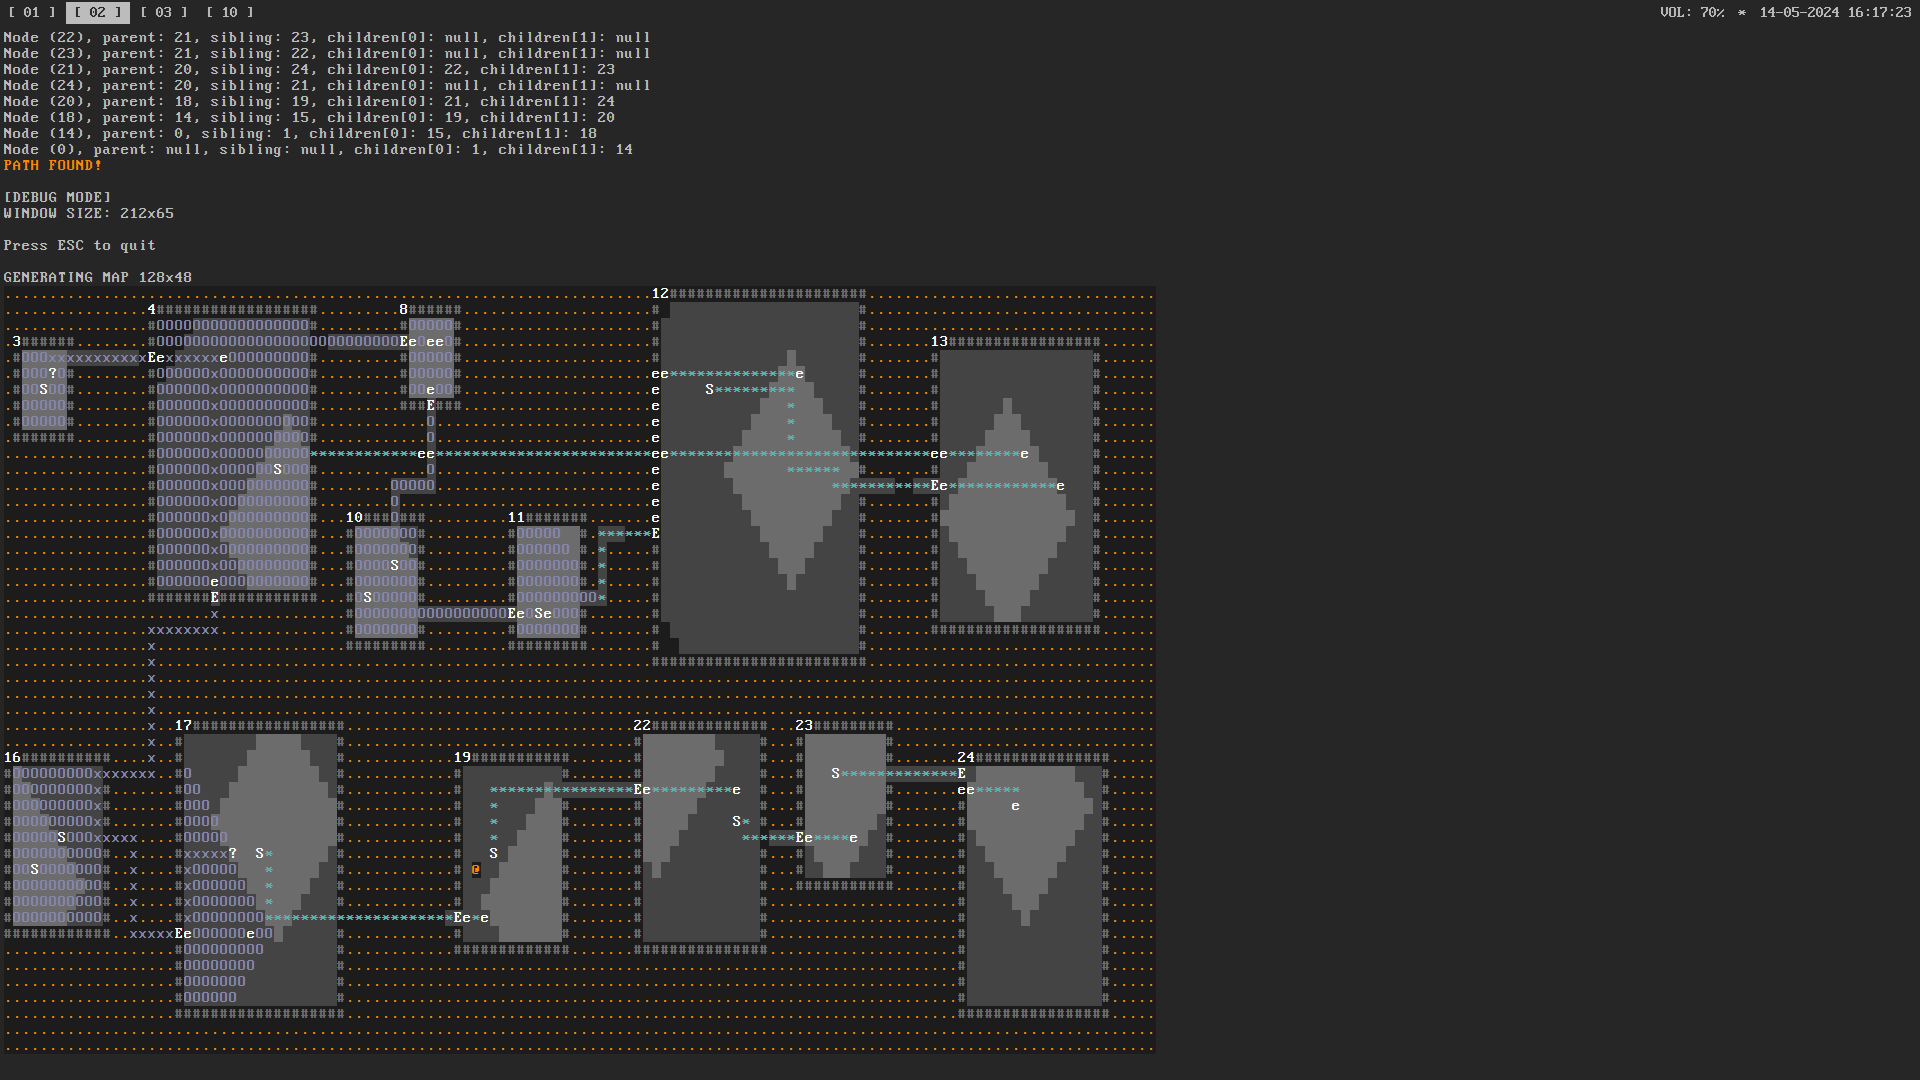 [ 01 ] [ 02 ] [ 03 ] [ 10 ] VOL: 70% * 14-05-2024 16:17:23
Node (22), parent: 21, sibling: 23, children[0]: null, children[1]: null
Node (23), parent: 21, sibling: 22, children[0]: null, children[1]: null
Node (21), parent: 20, sibling: 24, children[0]: 22, children[1]: 23
Node (24), parent: 20, sibling: 21, children[0]: null, children[1]: null
Node (20), parent: 18, sibling: 19, children[0]: 21, children[1]: 24
Node (18), parent: 14, sibling: 15, children[0]: 19, children[1]: 20
Node (14), parent: 0, sibling: 1, children[0]: 15, children[1]: 18
Node (0), parent: null, sibling: null, children[0]: 1, children[1]: 14
PATH FOUND!
[DEBUG MODE]
WINDOW SIZE: 212x65
Press ESC to quit
GENERATING MAP 128x48
12
4 8
3 13
10 11
17 22 23
16 19 24